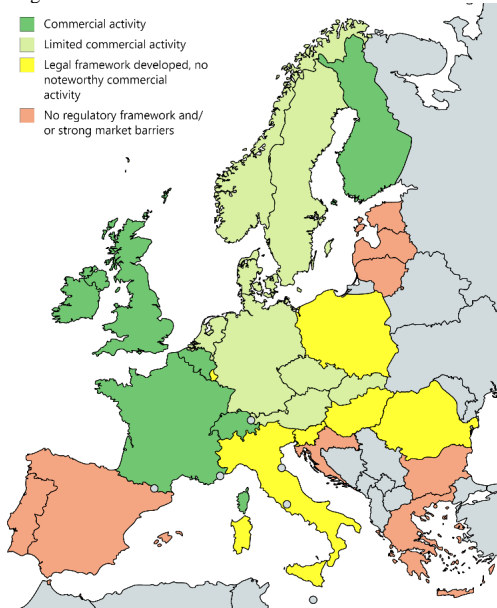 Commercial activity
Limited commercial activity
Legal framework developed, no
noteworthy commercial
activity
No regulatory framework and/
or strong market barriers